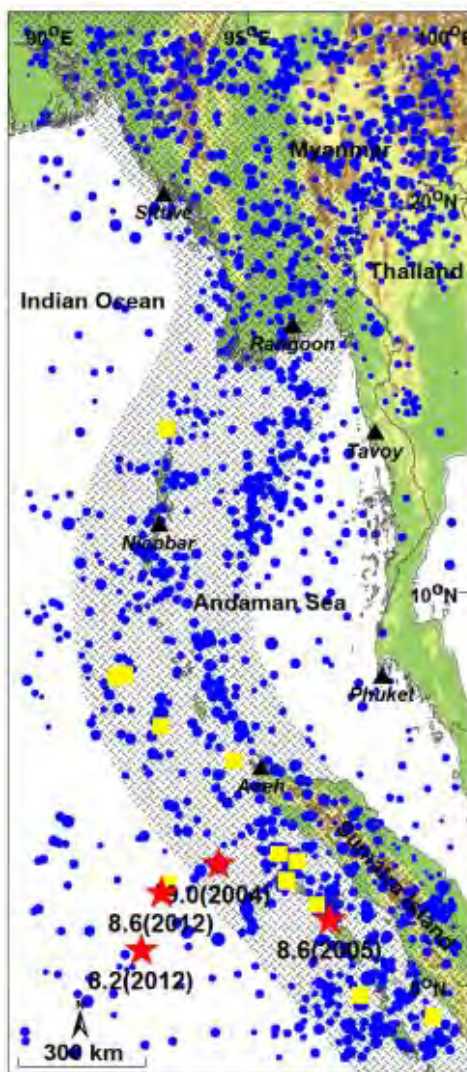 90°E
95°E
100°E
Myanmar
20°N
Sittwe
Thailand
Indian Ocean
Rangoon
Tavoy
Nicobar
10°N
Andaman Sea
Phuket
Aceh
Sumatra Island
9.0(2004)
8.6(2012)
8.6(2005)
8.2(2012)
0°N
300 km